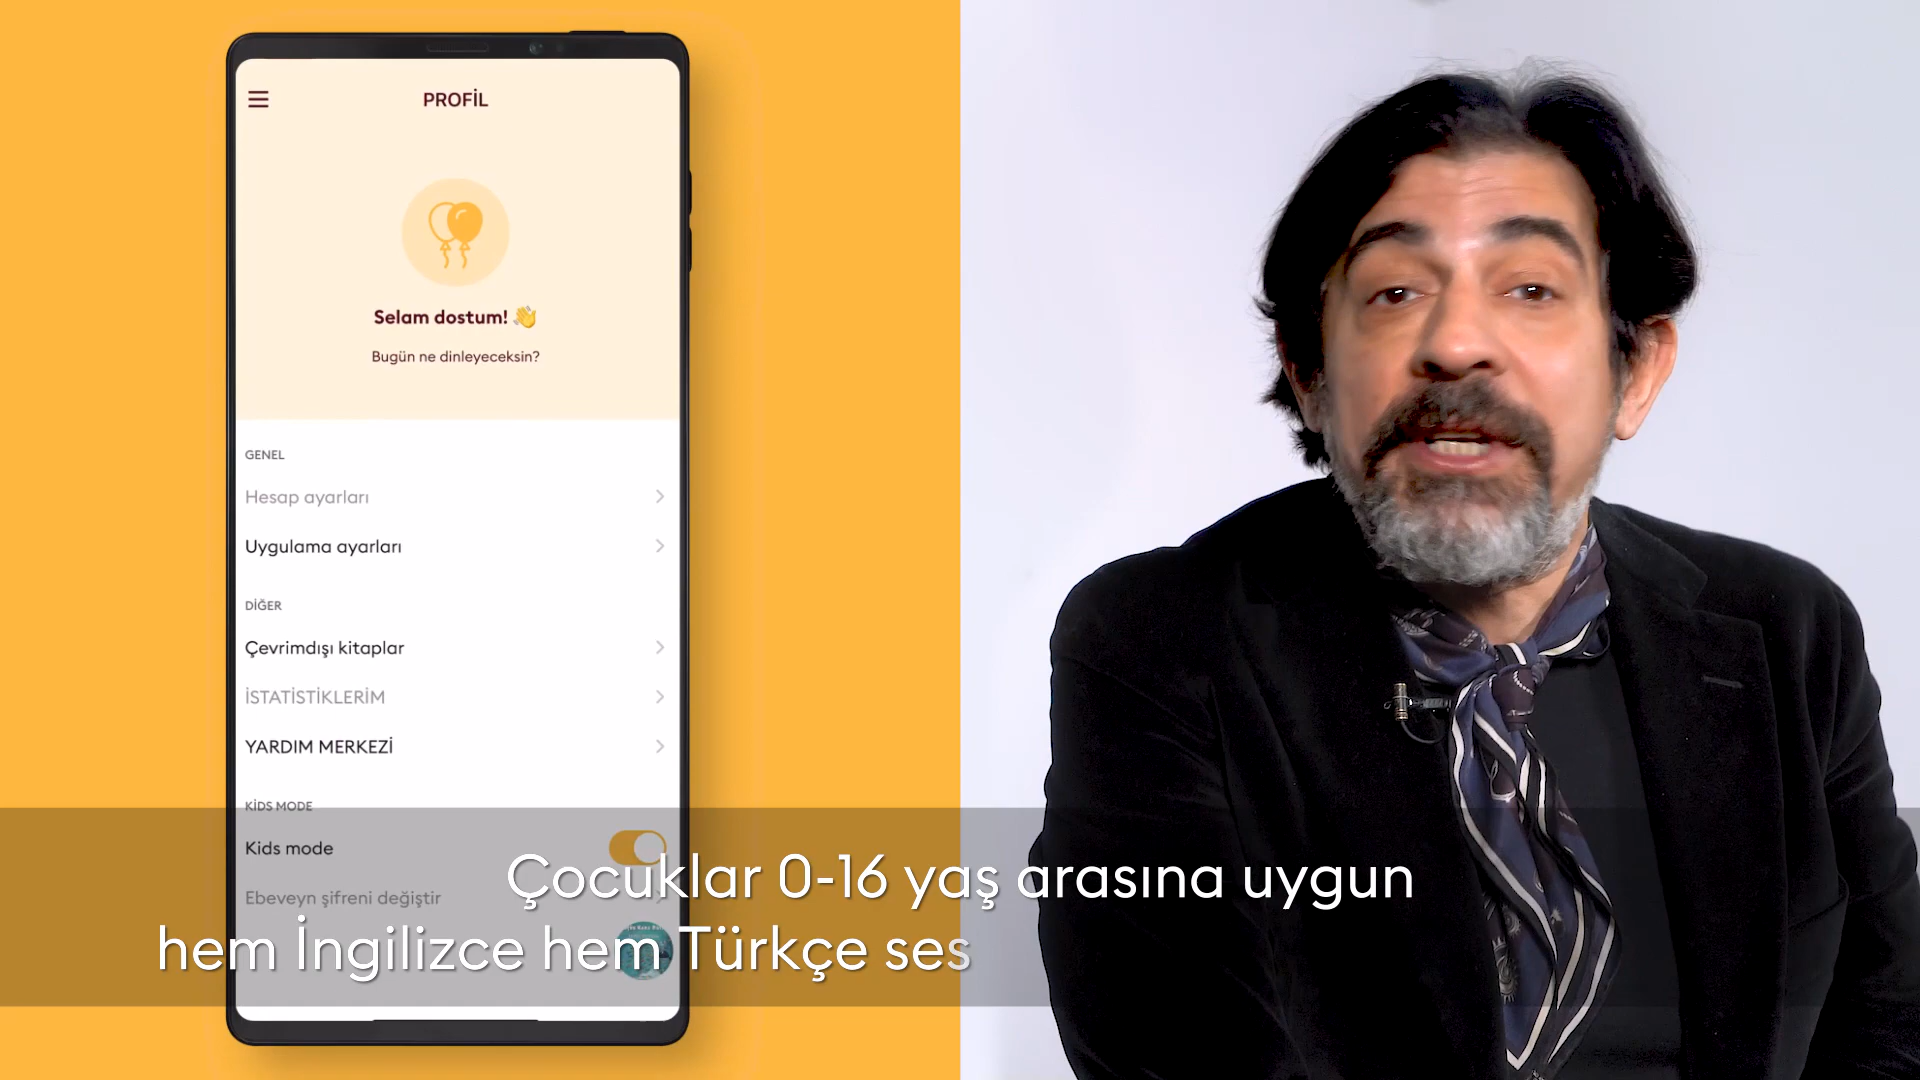 PROFİL
Selam dostum! 👋
Bugün ne dinleyeceksin?
GENEL
Hesap ayarları
Uygulama ayarları
DİĞER
Çevrimdışı kitaplar
İSTATİSTİKLERİM
YARDIM MERKEZİ
KİDS MODE
Kids mode
Ebeveyn şifreni değiştir
Çocuklar 0-16 yaş arasına uygun
hem İngilizce hem Türkçe ses